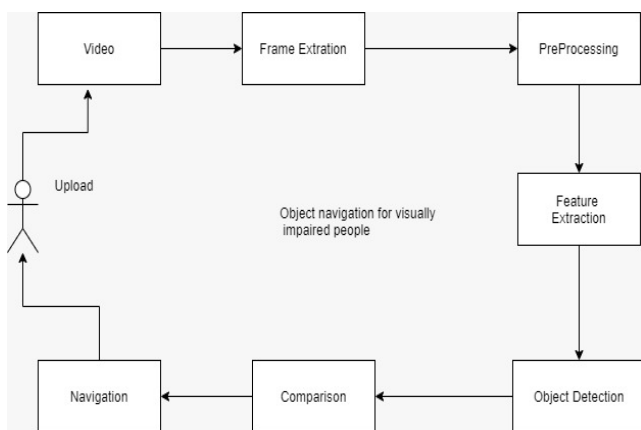 Video
Frame Extration
PreProcessing
Upload
Object navigation for visually
impaired people
Feature
Extraction
Navigation
Comparison
Object Detection